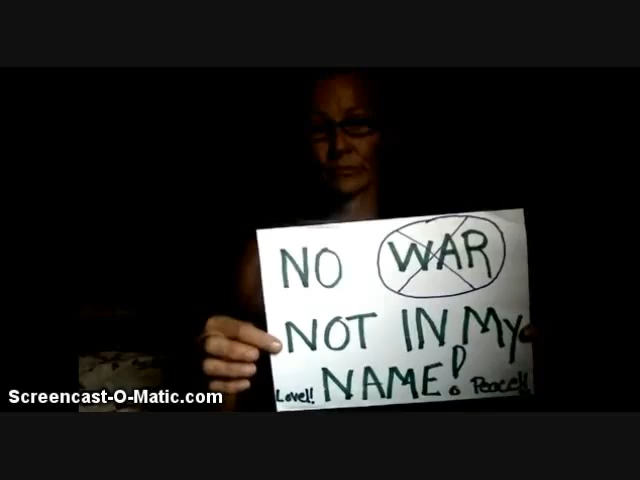 NO WAR
NOT IN MY
NAME!
Love!! Peace!!
Screencast-O-Matic.com